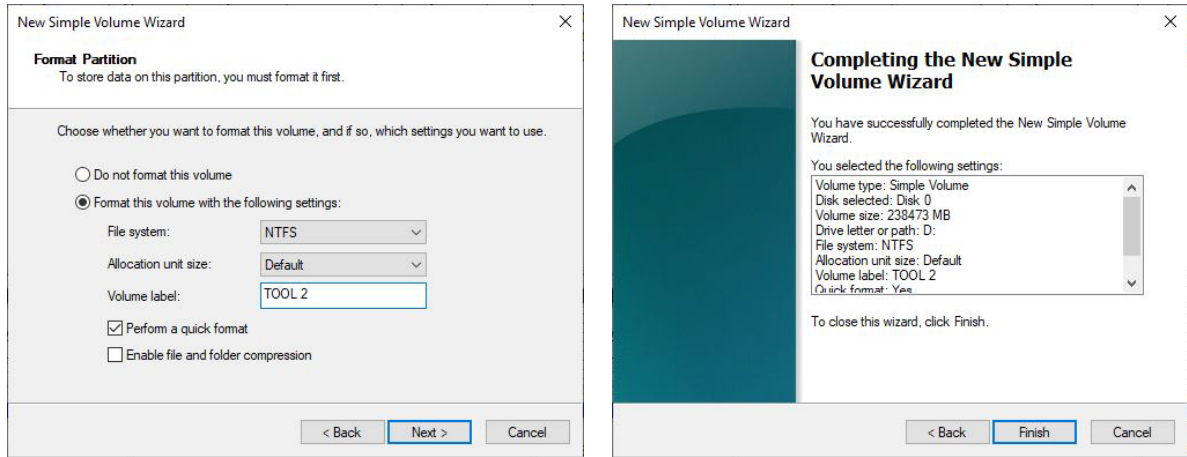 New Simple Volume Wizard
Format Partition
To store data on this partition, you must format it first.
Choose whether you want to format this volume, and if so, which settings you want to use.
Do not format this volume
Format this volume with the following settings:
File system: NTFS
Allocation unit size: Default
Volume label: TOOL 2
Perform a quick format
Enable file and folder compression
< Back Next > Cancel
New Simple Volume Wizard
Completing the New Simple
Volume Wizard
You have successfully completed the New Simple Volume
Wizard.
You selected the following settings:
Volume type: Simple Volume
Disk selected: Disk 0
Volume size: 238473 MB
Drive letter or path: D:
File system: NTFS
Allocation unit size: Default
Volume label: TOOL 2
Quick format: Yes
To close this wizard, click Finish.
< Back Finish Cancel